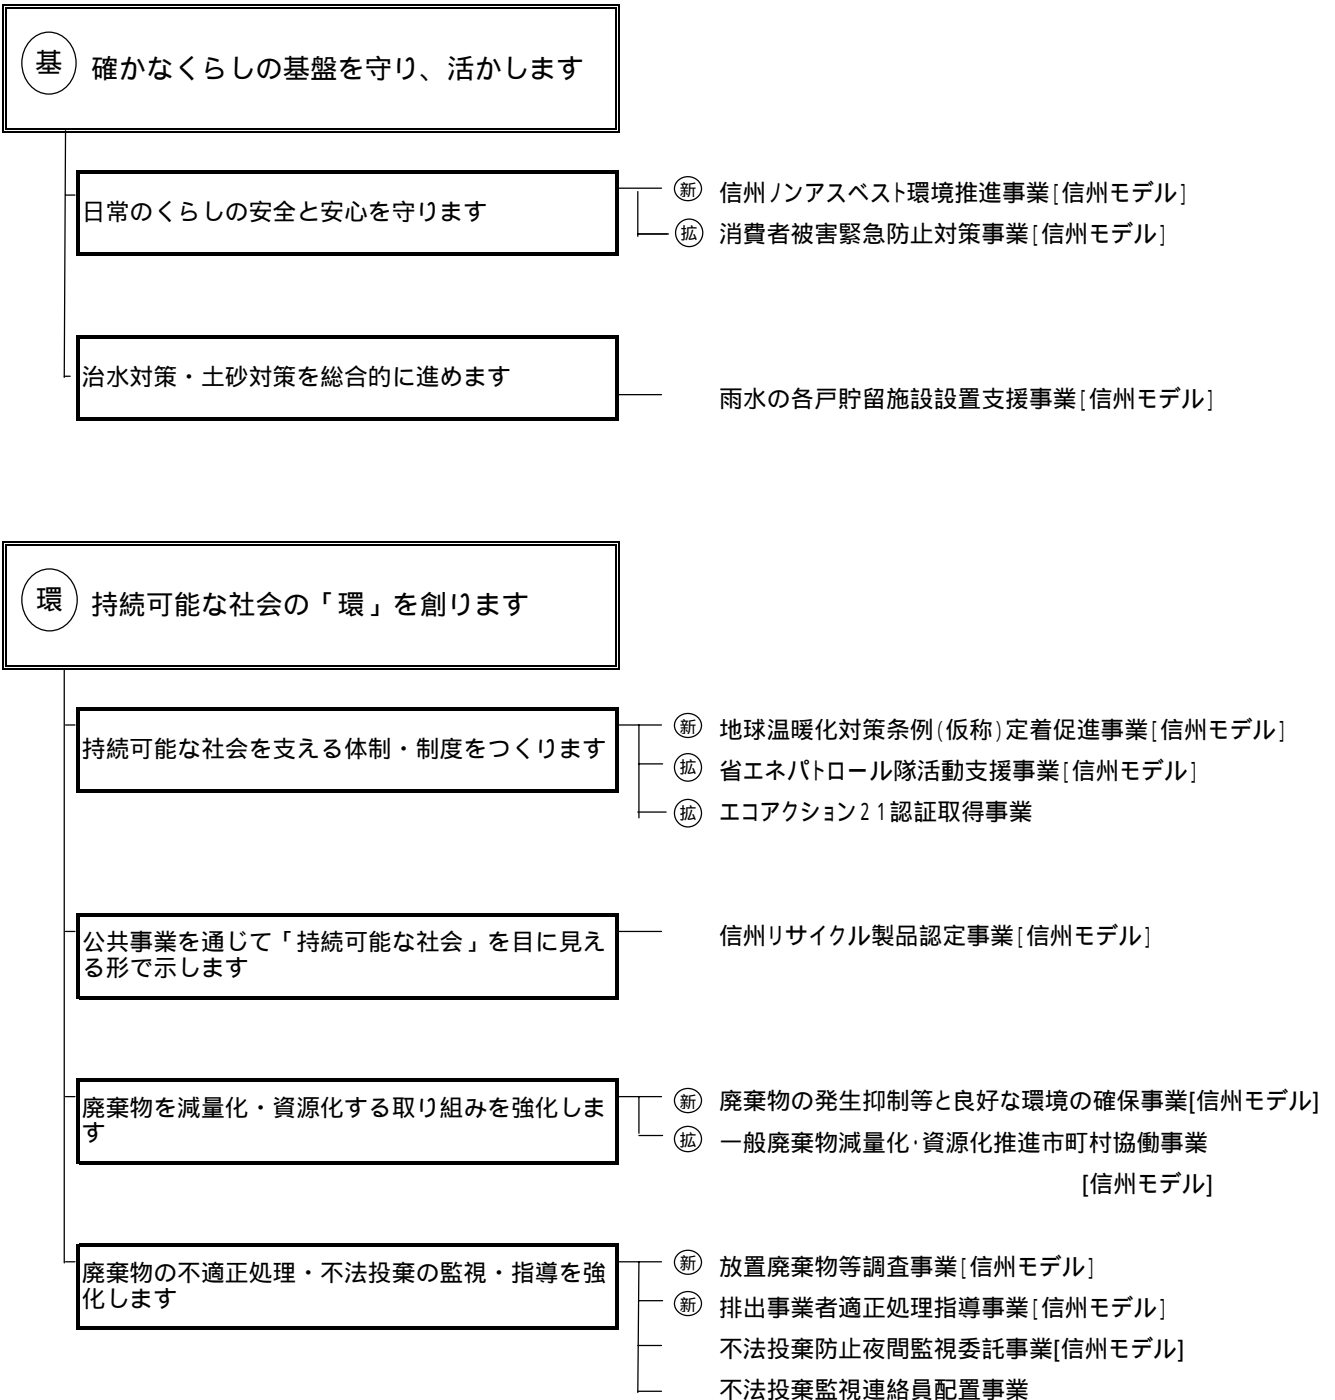 基 確かなくらしの基盤を守り、活かします
日常のくらしの安全と安心を守ります
新 信州ノンアスベスト環境推進事業[信州モデル]
拡 消費者被害緊急防止対策事業[信州モデル]
治水対策・土砂対策を総合的に進めます
雨水の各戸貯留施設設置支援事業[信州モデル]
環 持続可能な社会の「環」を創ります
持続可能な社会を支える体制・制度をつくります
新 地球温暖化対策条例(仮称)定着促進事業[信州モデル]
拡 省エネパトロール隊活動支援事業[信州モデル]
拡 エコアクション21認証取得事業
公共事業を通じて「持続可能な社会」を目に見え
る形で示します
信州リサイクル製品認定事業[信州モデル]
廃棄物を減量化・資源化する取り組みを強化しま
す
新 廃棄物の発生抑制等と良好な環境の確保事業[信州モデル]
拡 一般廃棄物減量化・資源化推進市町村協働事業
[信州モデル]
廃棄物の不適正処理・不法投棄の監視・指導を強
化します
新 放置廃棄物等調査事業[信州モデル]
新 排出事業者適正処理指導事業[信州モデル]
不法投棄防止夜間監視委託事業[信州モデル]
不法投棄監視連絡員配置事業